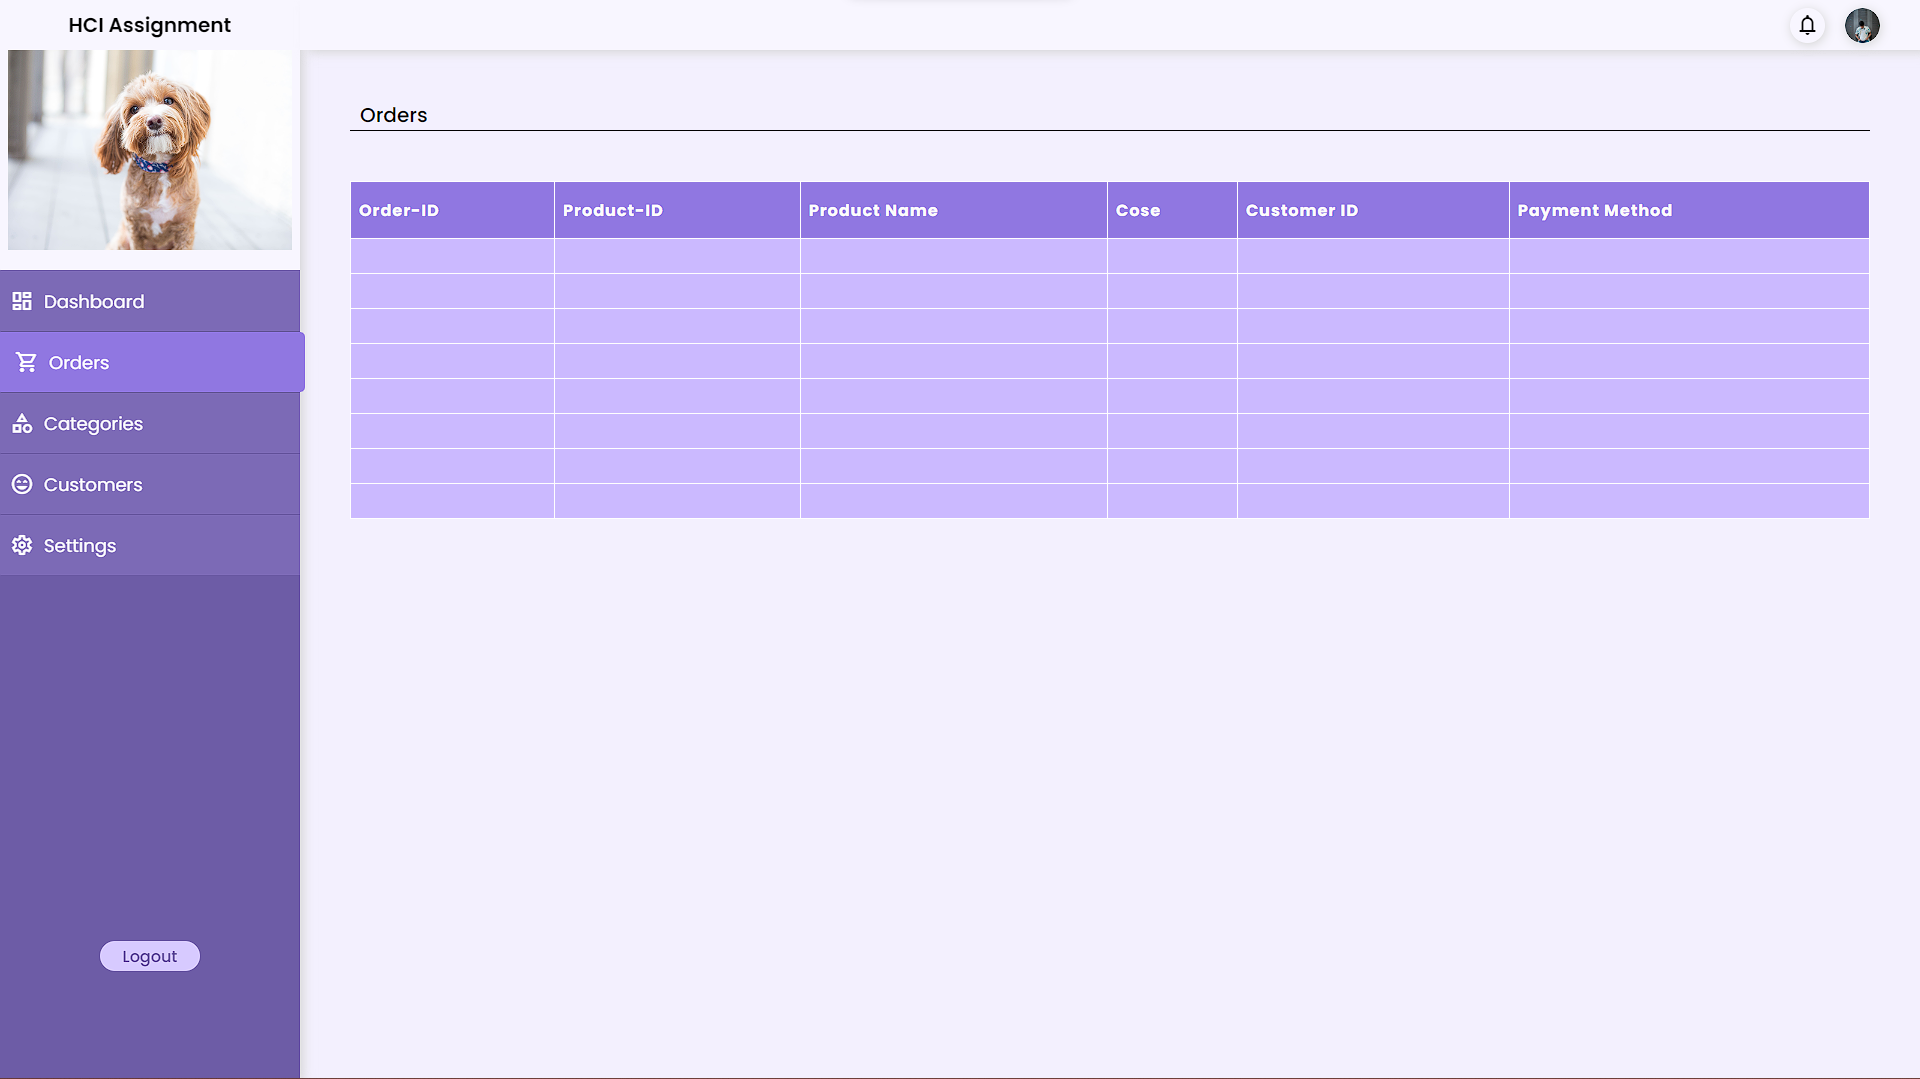 HCI Assignment
Orders
Order-ID Product-ID Product Name Cose Customer ID Payment Method
Dashboard
Orders
Categories
Customers
Settings
Logout